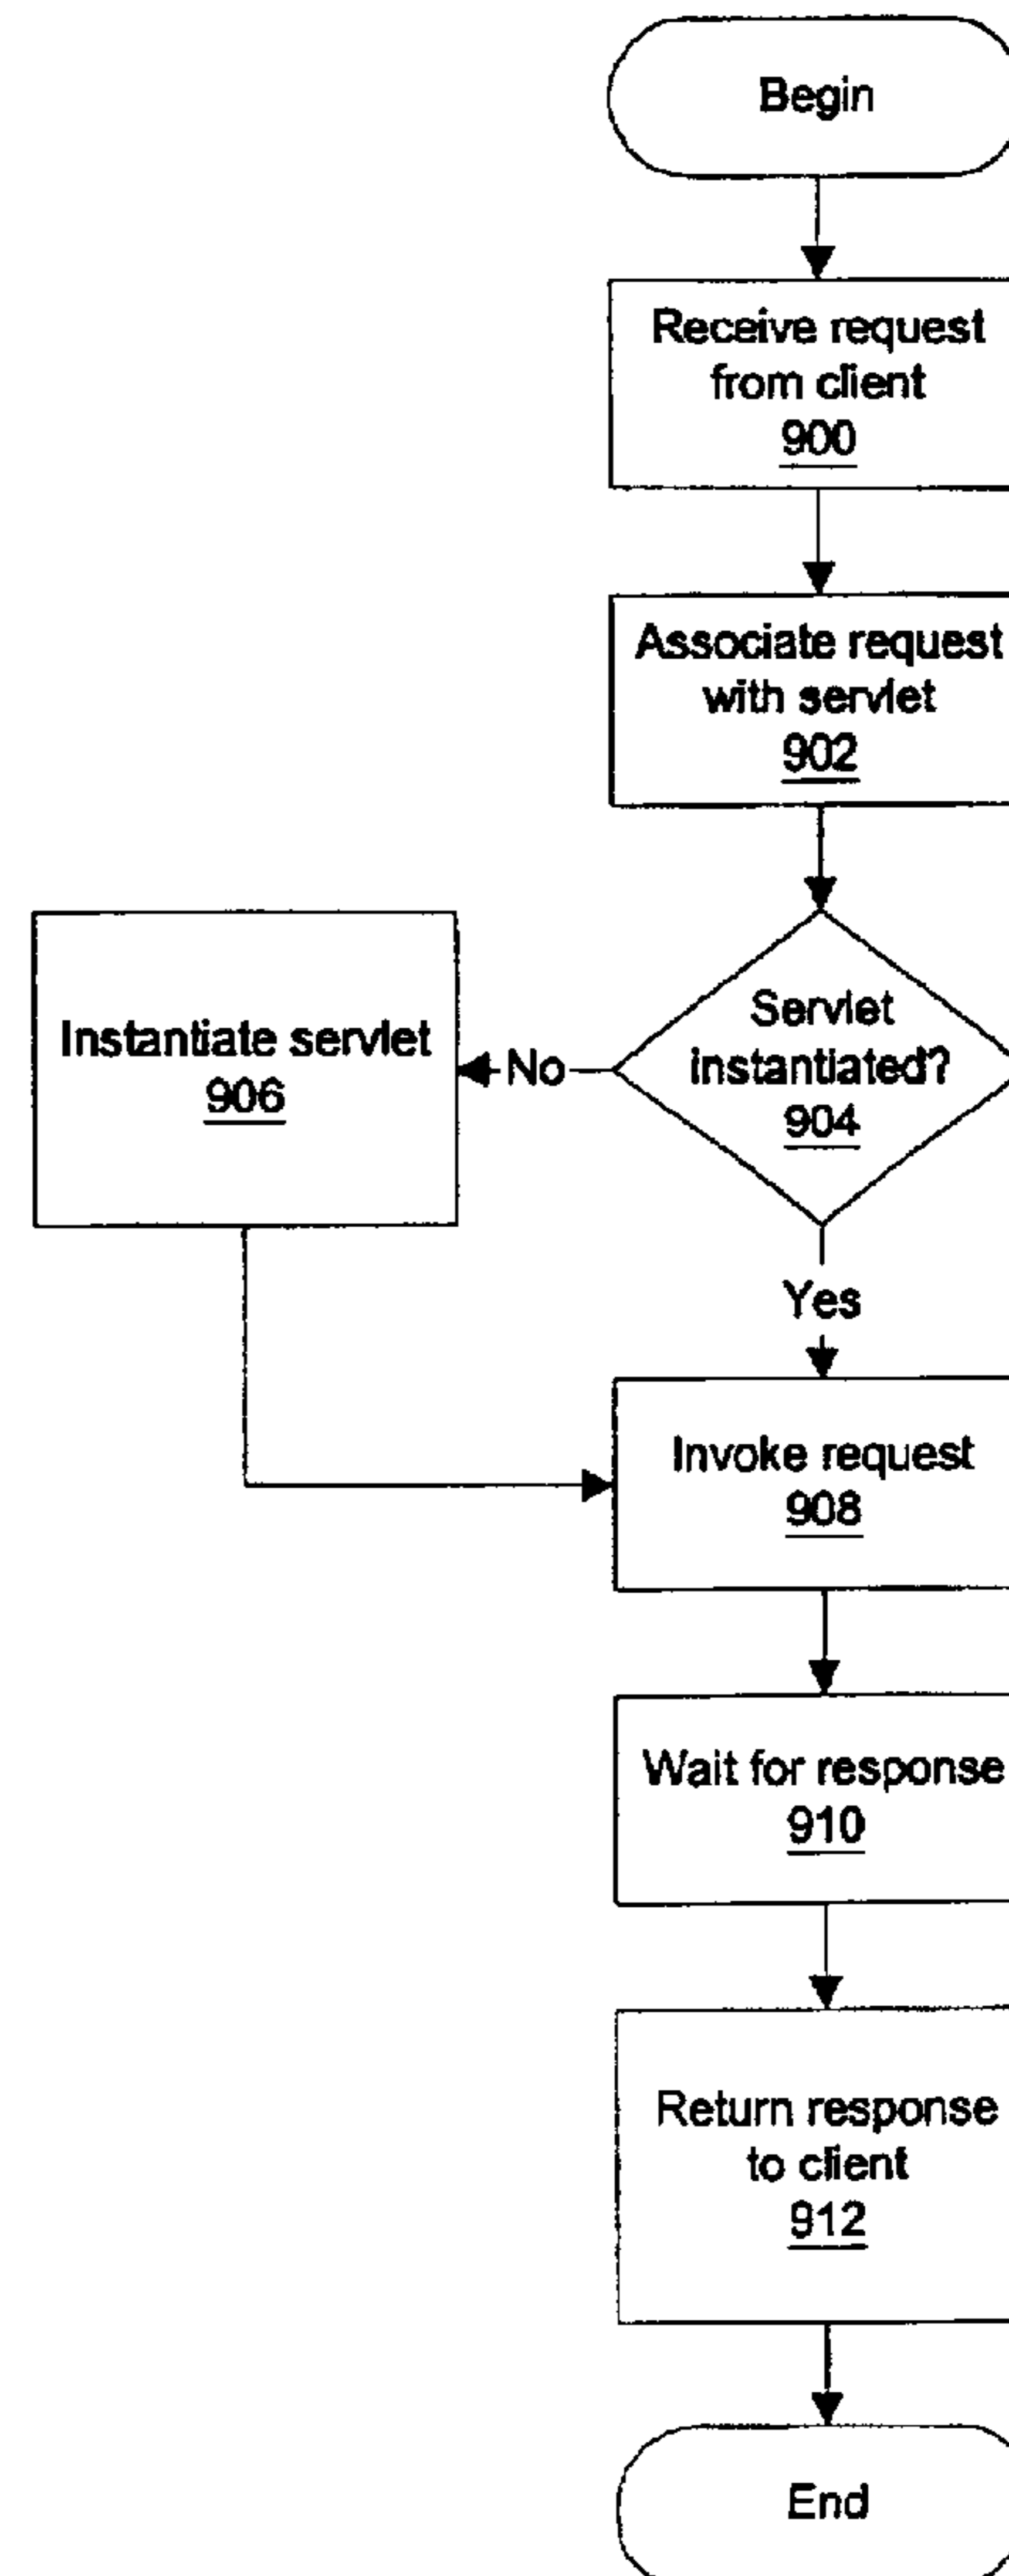 Begin
Receive request
from client
900
Associate request
with servlet
902
Servlet
instantiated?
904
No
Instantiate servlet
906
Yes
Invoke request
908
Wait for response
910
Return response
to client
912
End